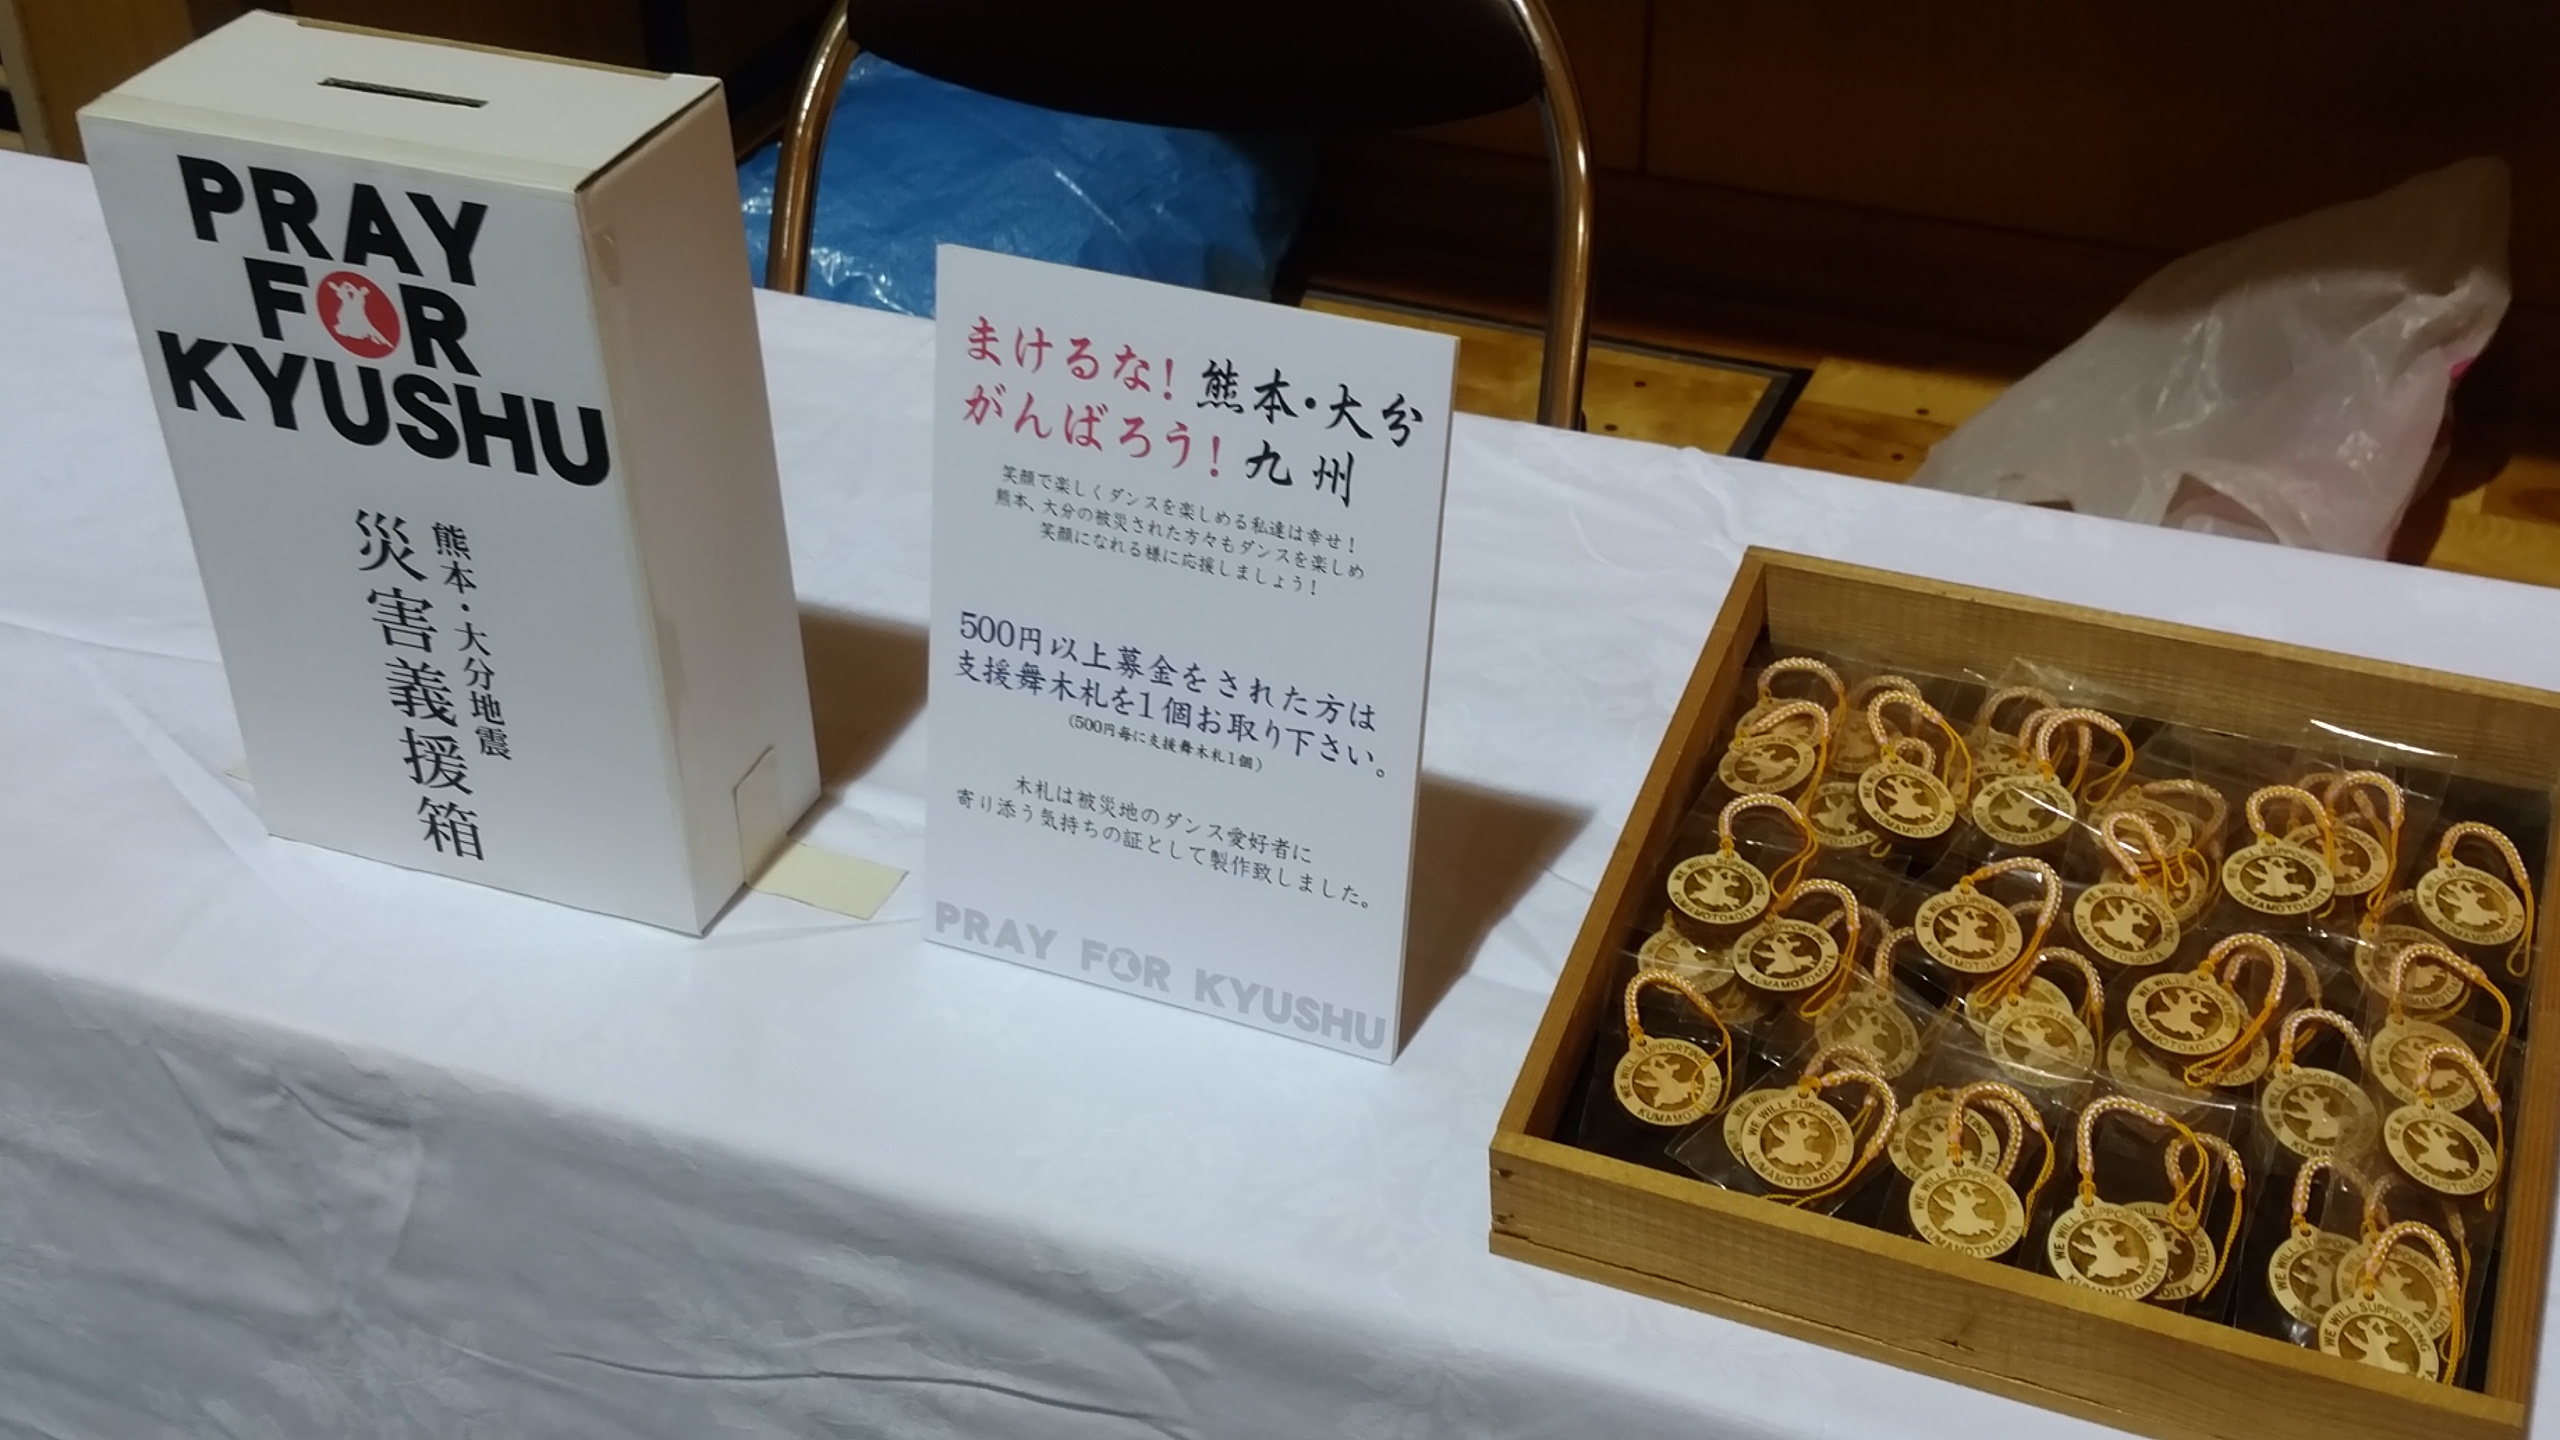 PRAY
FOR
KYUSHU
熊本・大分地震
災害義援箱
まけるな！熊本・大分
がんばろう！九州
笑顔で楽しくダンスを楽しめる私達は幸せ！
熊本、大分の被災された方々もダンスを楽しめ
笑顔になれる様に応援しましょう！
500円以上募金をされた方は
支援舞木札を1個お取り下さい。
（500円毎に支援舞木札1個）
木札は被災地のダンス愛好者に
寄り添う気持ちの証として製作致しました。
PRAY FOR KYUSHU
WE WILL SUPPORTING
KUMAMOTO&OITA